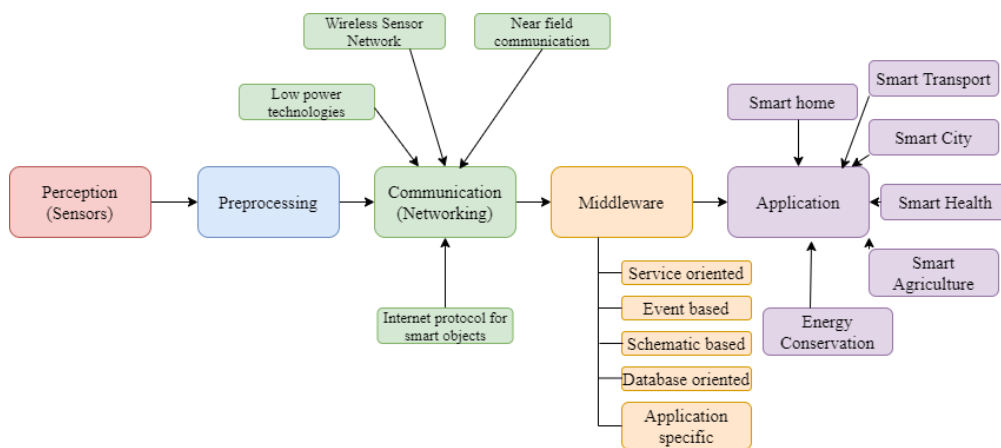 Wireless Sensor
Network
Near field
communication
Low power
technologies
Smart home
Smart Transport
Smart City
Perception
(Sensors)
Preprocessing
Communication
(Networking)
Middleware
Application
Smart Health
Smart
Agriculture
Internet protocol for
smart objects
Service oriented
Event based
Schematic based
Database oriented
Application
specific
Energy
Conservation